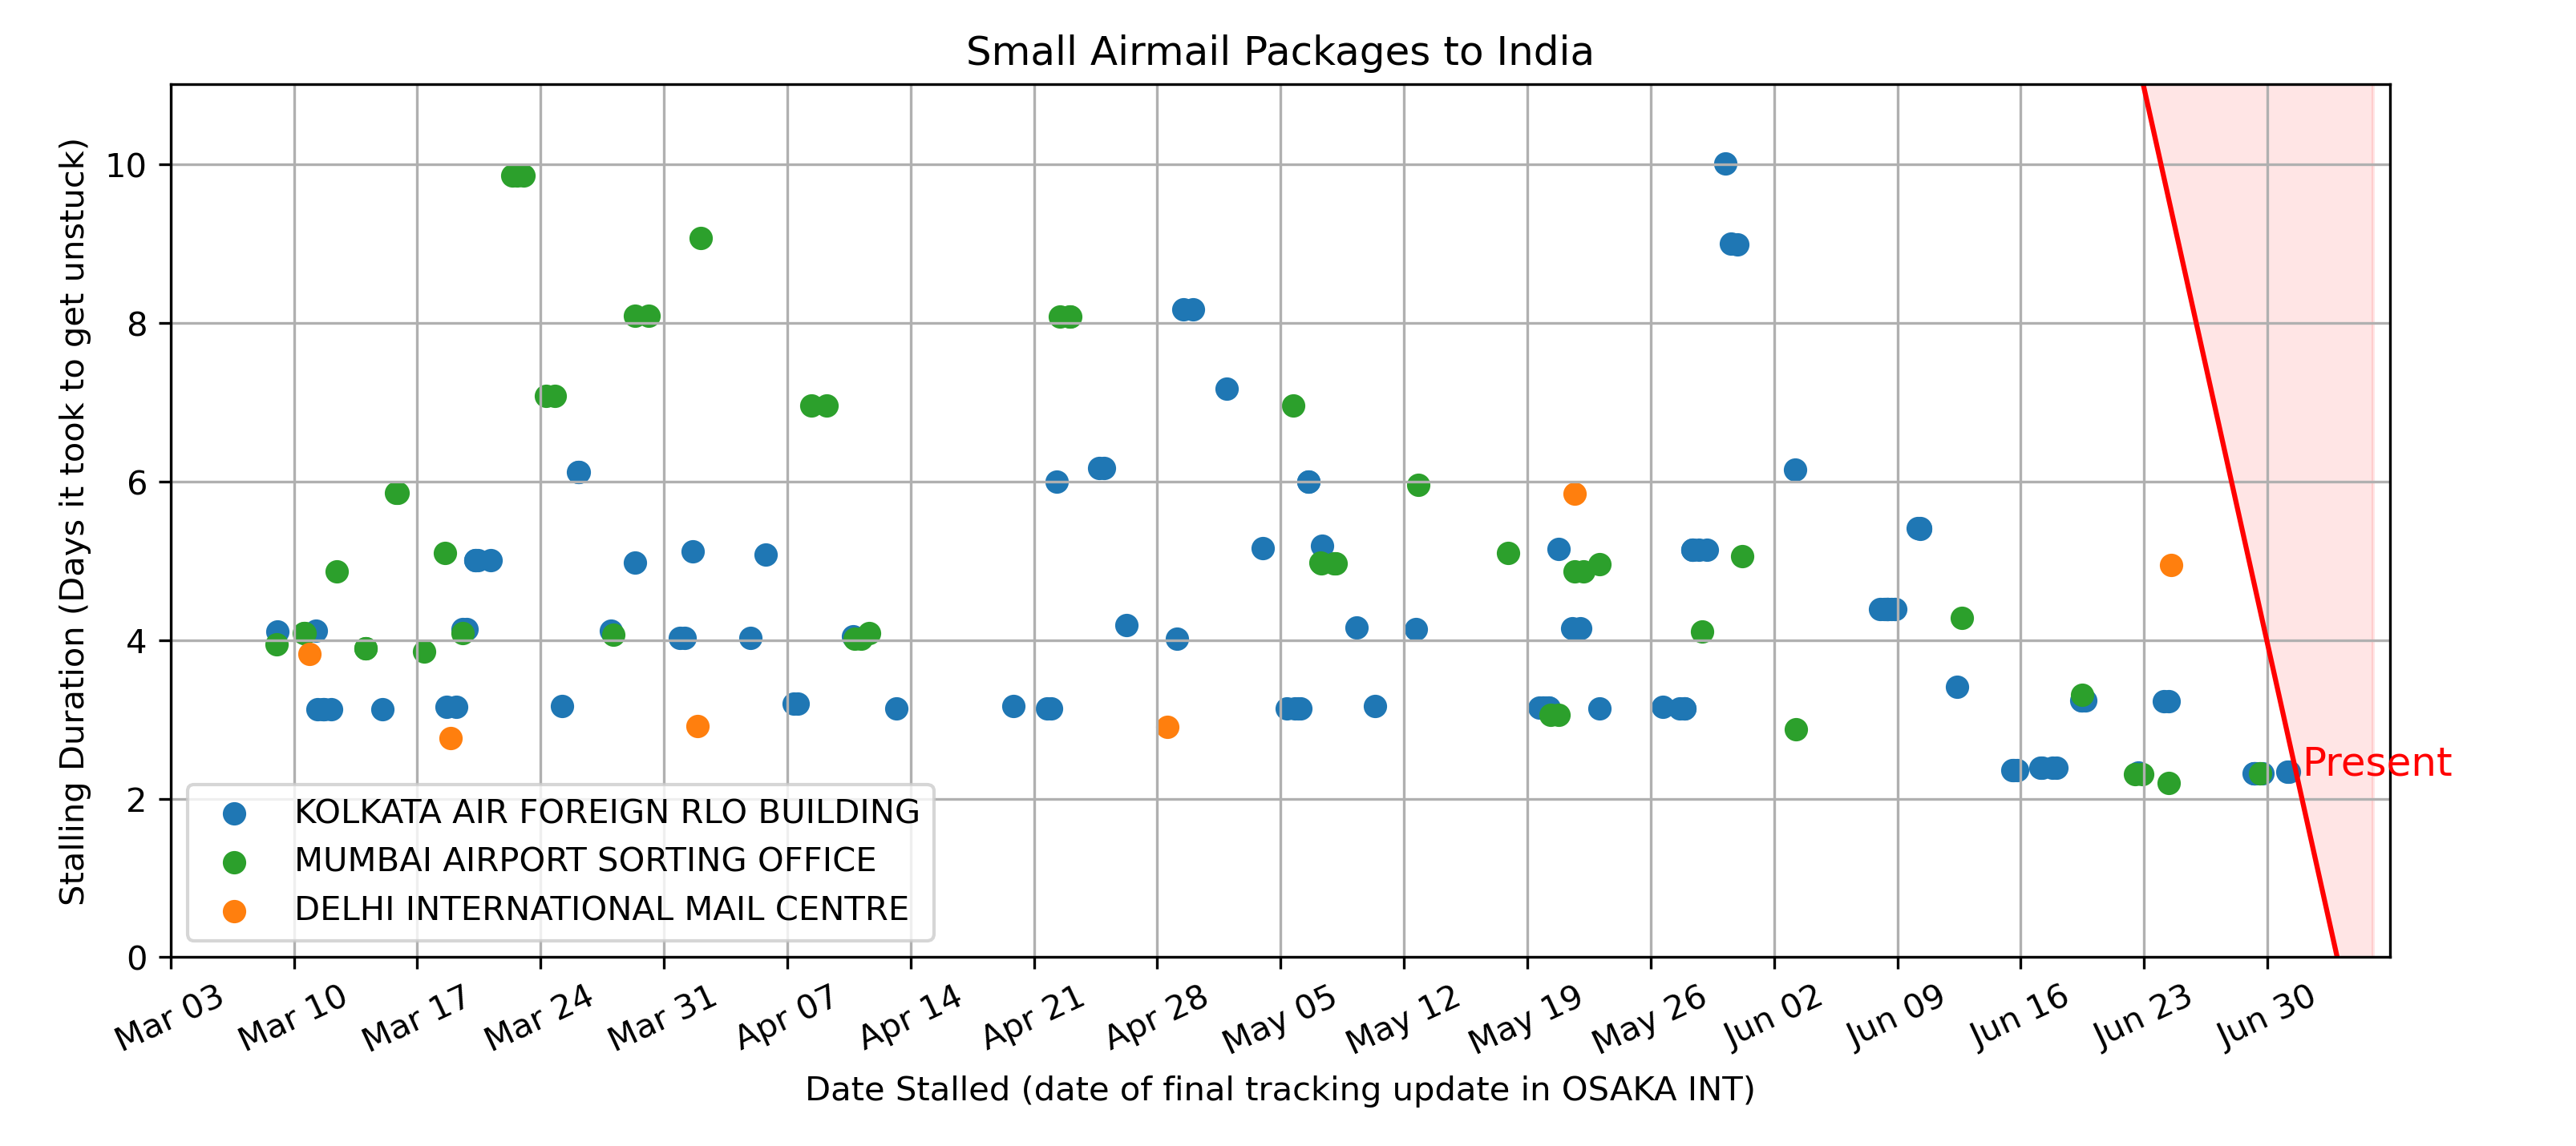 Small Airmail Packages to India
Stalling Duration (Days it took to get unstuck)
10
8
6
4
2
0
Present
KOLKATA AIR FOREIGN RLO BUILDING
MUMBAI AIRPORT SORTING OFFICE
DELHI INTERNATIONAL MAIL CENTRE
Mar 03
Mar 10
Mar 17
Mar 24
Mar 31
Apr 07
Apr 14
Apr 21
Apr 28
May 05
May 12
May 19
May 26
Jun 02
Jun 09
Jun 16
Jun 23
Jun 30
Date Stalled (date of final tracking update in OSAKA INT)